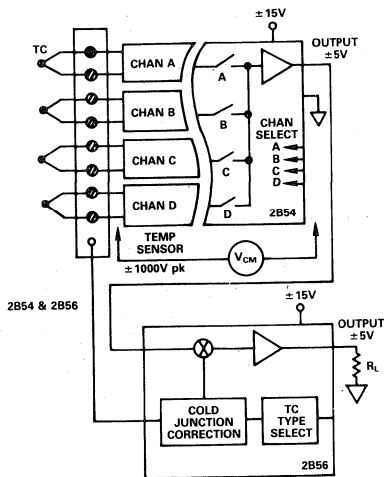 ±15V
OUTPUT
±5V
TC
CHAN A
A
CHAN B
B
CHAN
SELECT
A
B
C
D
CHAN C
C
CHAN D
D
2B54
TEMP
SENSOR
VCM
±1000V pk
2B54 & 2B56
±15V
OUTPUT
±5V
RL
COLD
JUNCTION
CORRECTION
TC
TYPE
SELECT
2B56